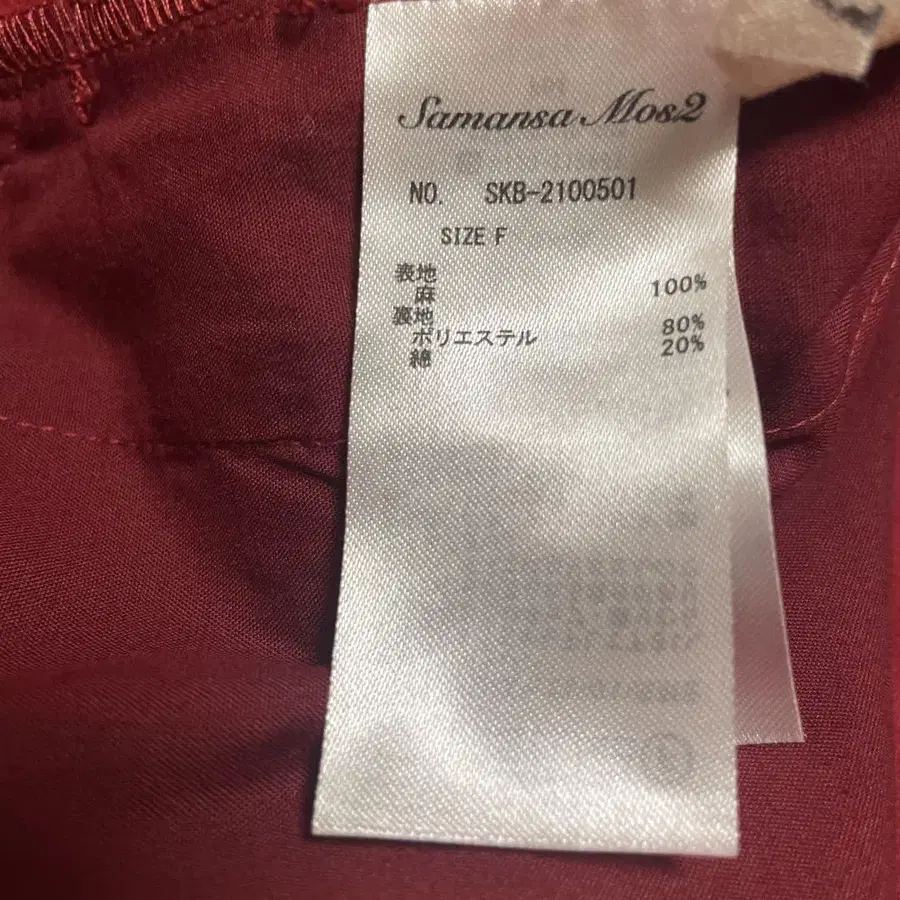 Samansa Mos2
NO. SKB-2100501
SIZE F
表地
麻 100%
裏地
ポリエステル 80%
綿 20%